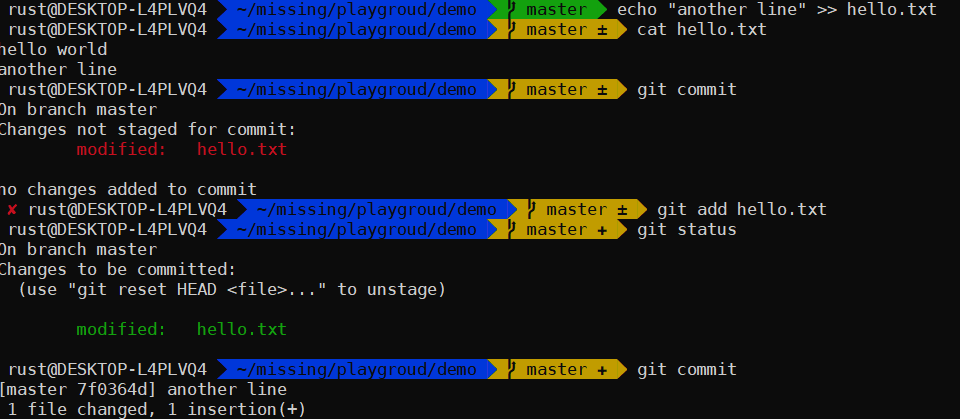 rust@DESKTOP-L4PLVQ4 ~/missing/playgroud/demo master echo "another line" >> hello.txt
rust@DESKTOP-L4PLVQ4 ~/missing/playgroud/demo master ± cat hello.txt
hello world
another line
rust@DESKTOP-L4PLVQ4 ~/missing/playgroud/demo master ± git commit
On branch master
Changes not staged for commit:
modified: hello.txt
no changes added to commit
✘ rust@DESKTOP-L4PLVQ4 ~/missing/playgroud/demo master ± git add hello.txt
rust@DESKTOP-L4PLVQ4 ~/missing/playgroud/demo master + git status
On branch master
Changes to be committed:
(use "git reset HEAD <file>..." to unstage)
modified: hello.txt
rust@DESKTOP-L4PLVQ4 ~/missing/playgroud/demo master + git commit
[master 7f0364d] another line
1 file changed, 1 insertion(+)